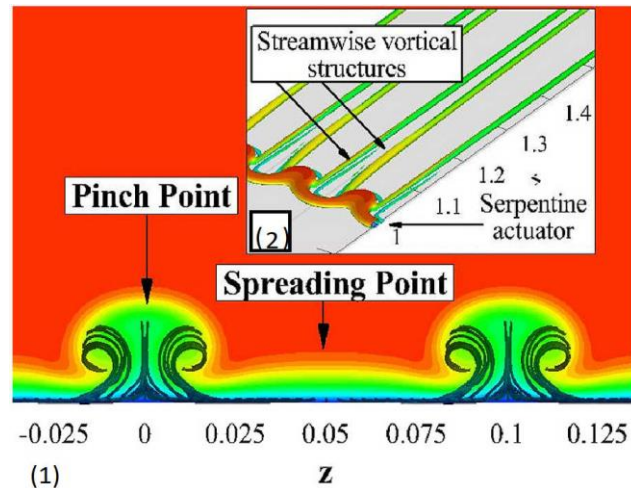 Streamwise vortical
structures
1.4
1.3
1.2
1.1
1
Serpentine
actuator
(2)
Pinch Point
Spreading Point
-0.025 0 0.025 0.05 0.075 0.1 0.125
(1)
z